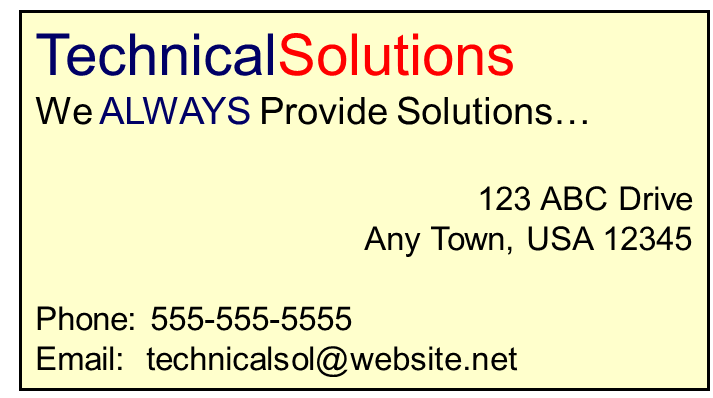 TechnicalSolutions
We ALWAYS Provide Solutions…
123 ABC Drive
Any Town, USA 12345
Phone: 555-555-5555
Email: technicalsol@website.net